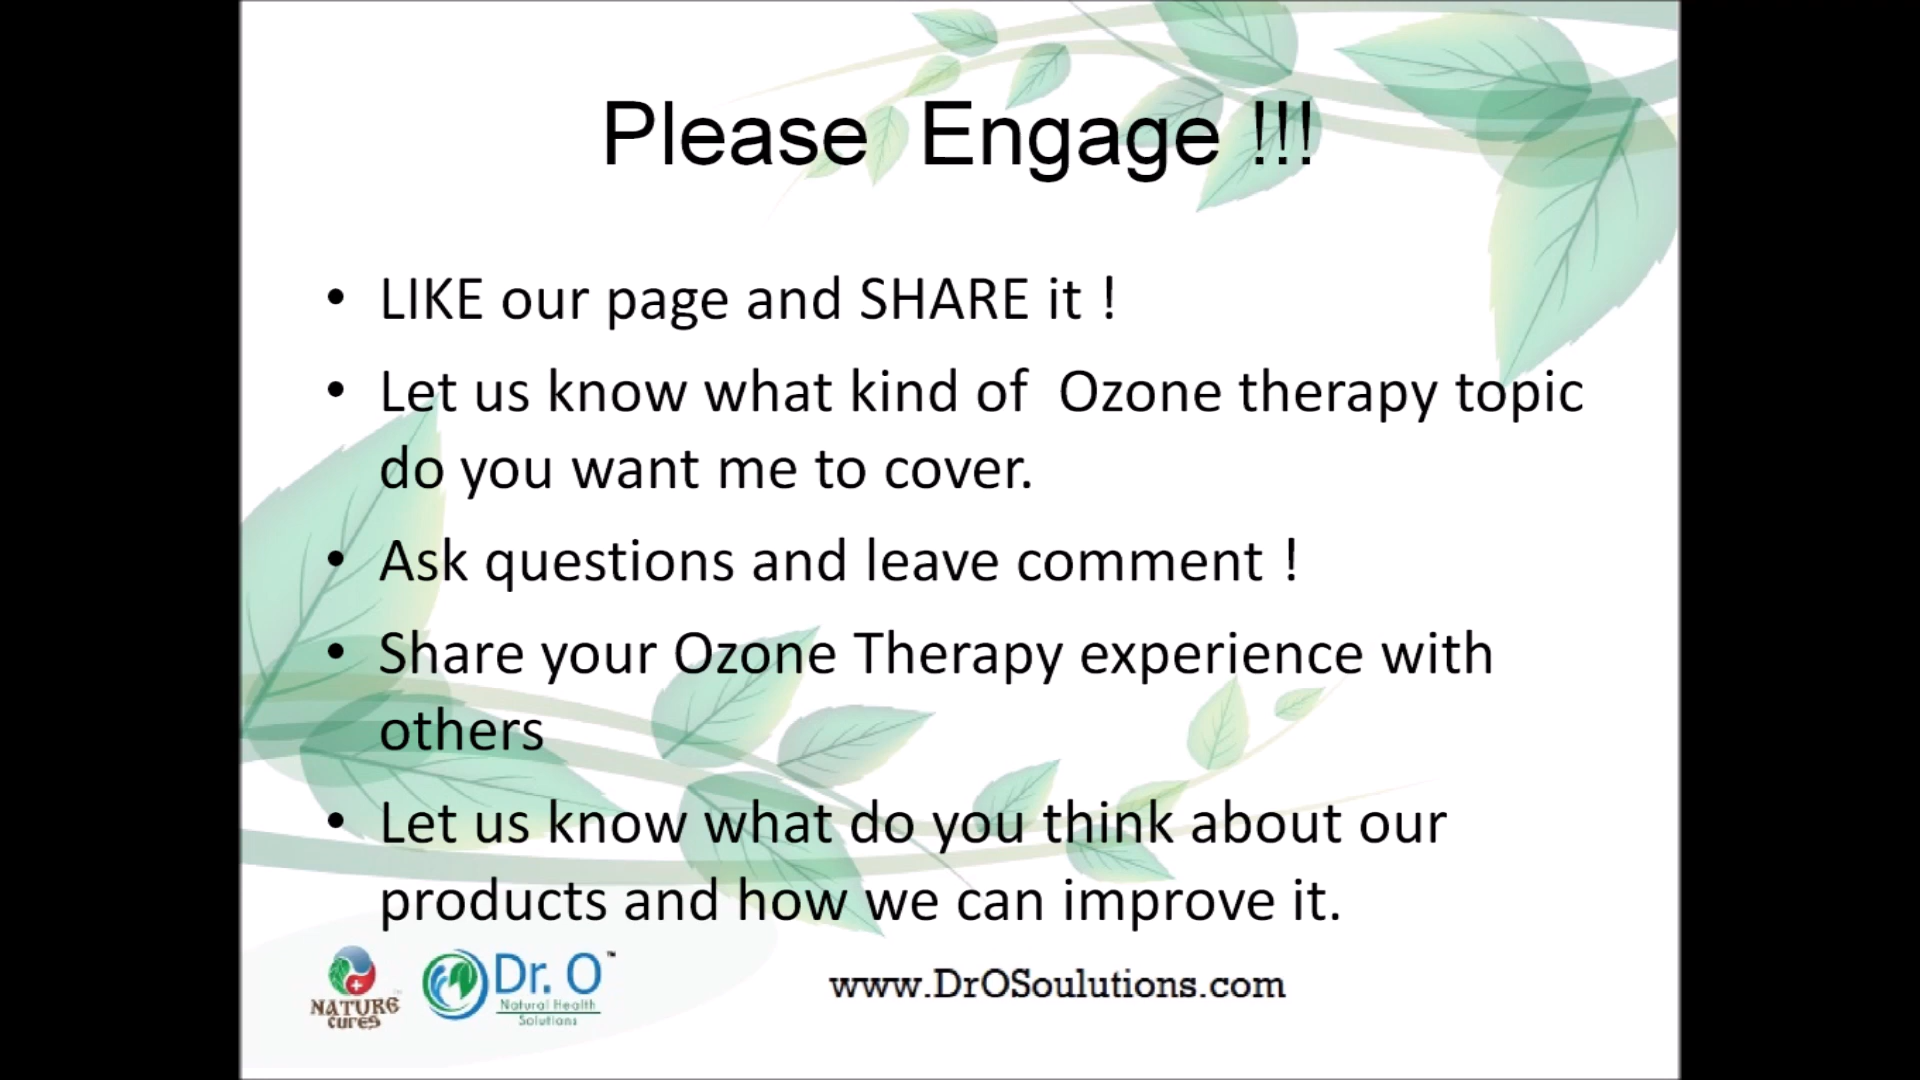 Please  Engage !!!
• LIKE our page and SHARE it !
• Let us know what kind of  Ozone therapy topic
do you want me to cover.
• Ask questions and leave comment !
• Share your Ozone Therapy experience with
others
• Let us know what do you think about our
products and how we can improve it.
NATURE
cures
Dr. O™
Natural Health
Solutions
www.DrOSoulutions.com